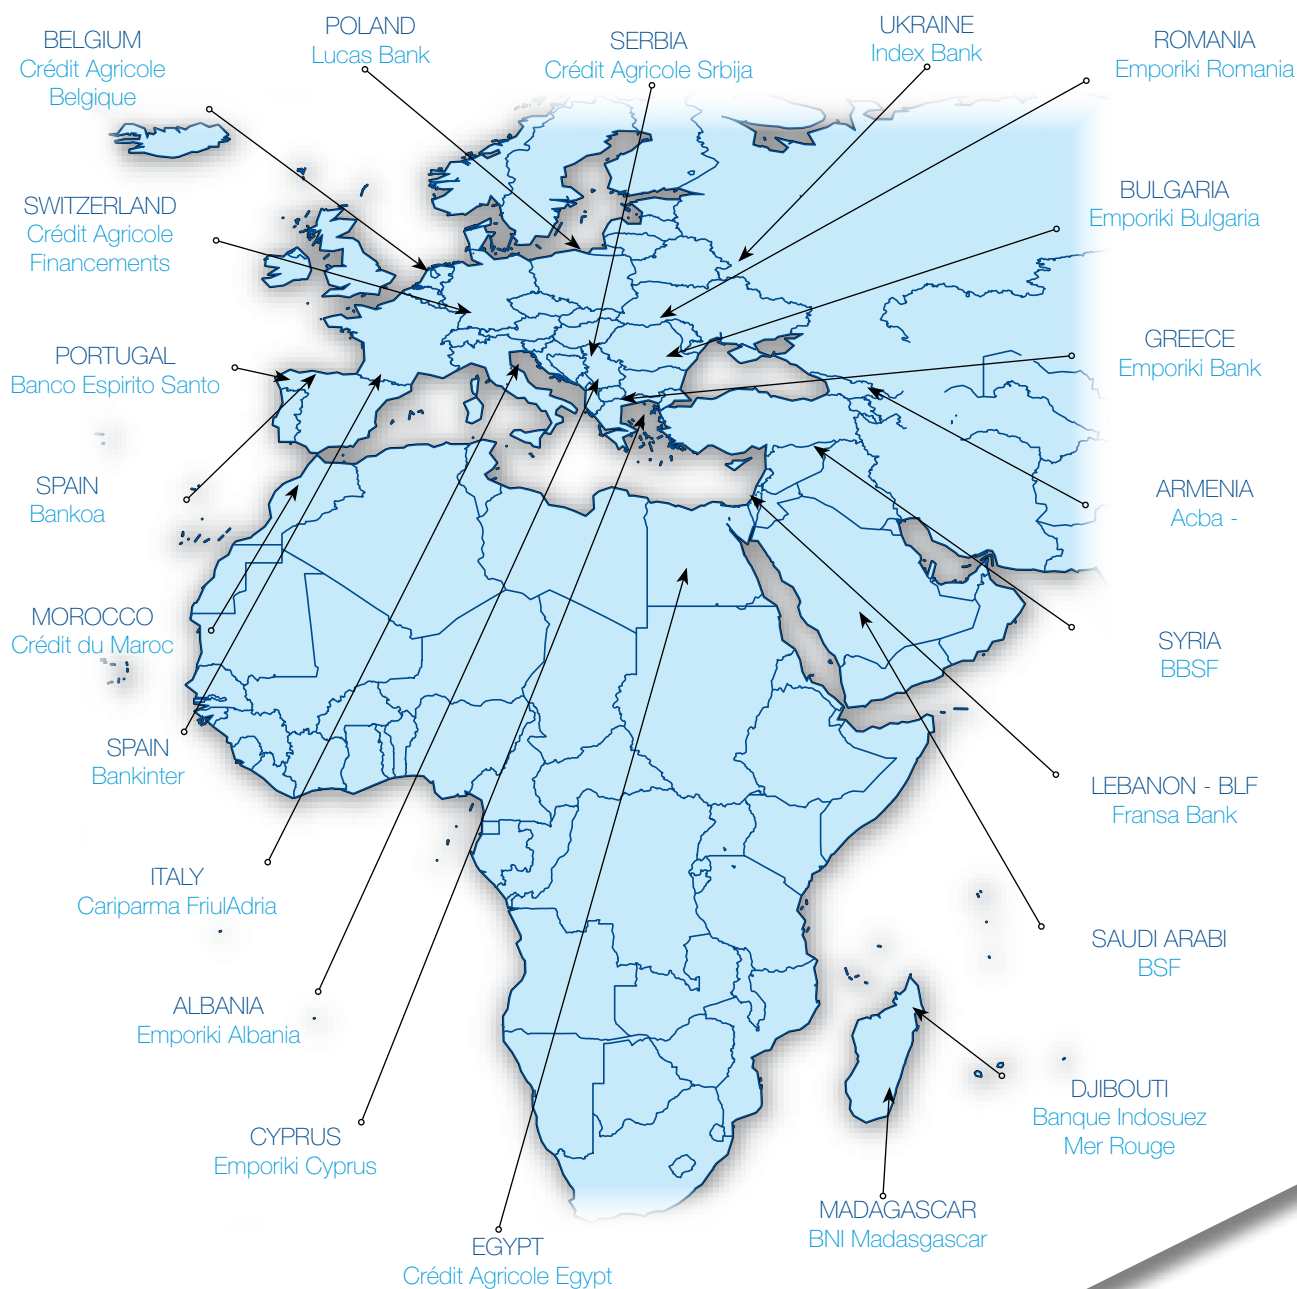 BELGIUM
Crédit Agricole
Belgique
POLAND
Lucas Bank
SERBIA
Crédit Agricole Srbija
UKRAINE
Index Bank
ROMANIA
Emporiki Romania
SWITZERLAND
Crédit Agricole
Financements
BULGARIA
Emporiki Bulgaria
PORTUGAL
Banco Espirito Santo
GREECE
Emporiki Bank
SPAIN
Bankoa
ARMENIA
Acba -
MOROCCO
Crédit du Maroc
SYRIA
BBSF
SPAIN
Bankinter
LEBANON - BLF
Fransa Bank
ITALY
Cariparma FriulAdria
SAUDI ARABI
BSF
ALBANIA
Emporiki Albania
DJIBOUTI
Banque Indosuez
Mer Rouge
CYPRUS
Emporiki Cyprus
MADAGASCAR
BNI Madasgascar
EGYPT
Crédit Agricole Egypt